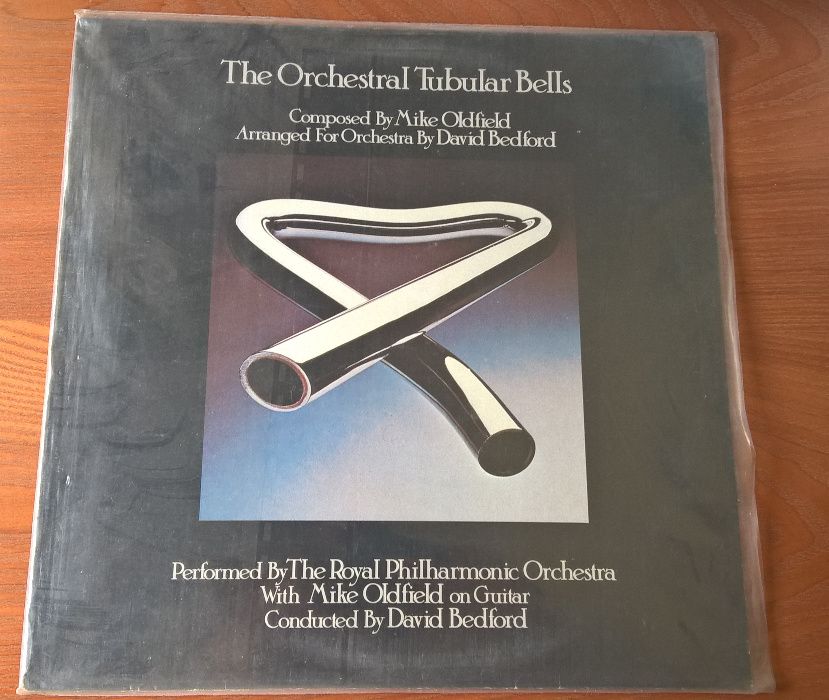 The Orchestral Tubular Bells
Composed By Mike Oldfield
Arranged For Orchestra By David Bedford
Performed By The Royal Philharmonic Orchestra
With Mike Oldfield on Guitar
Conducted By David Bedford